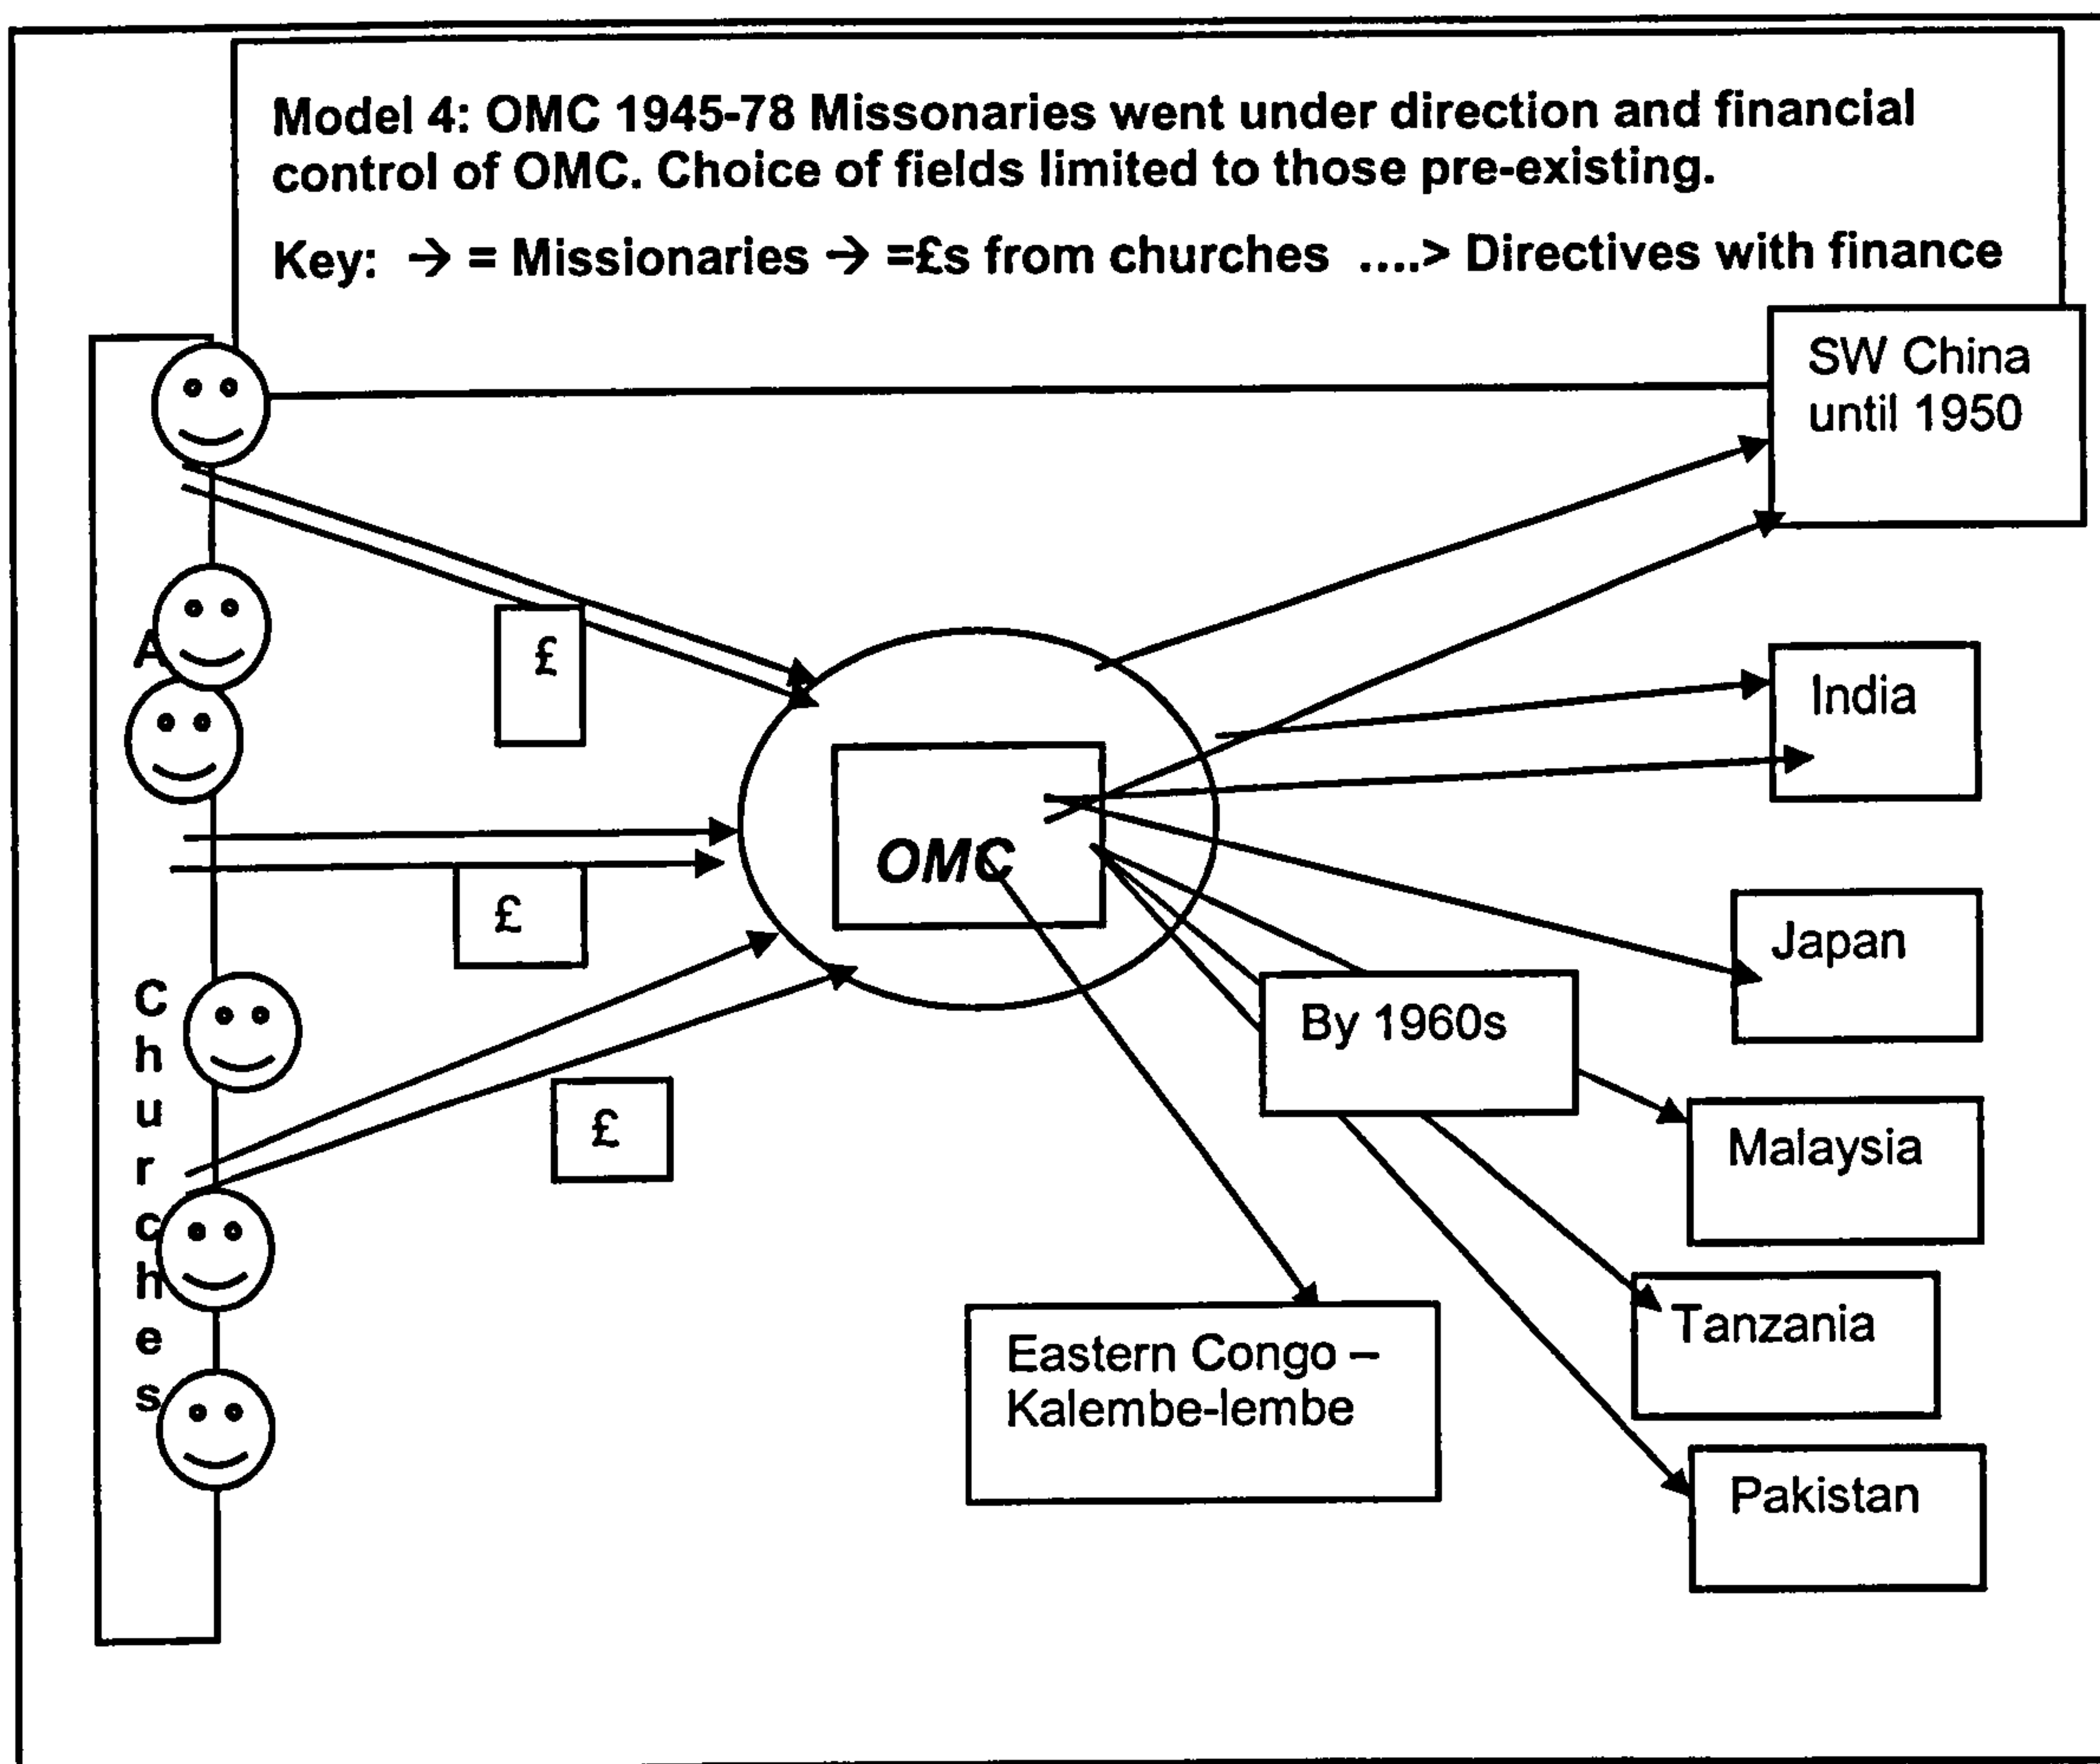 Model 4: OMC 1945-78 Missonaries went under direction and financial
control of OMC. Choice of fields limited to those pre-existing.
Key: → = Missionaries → =£s from churches ....> Directives with finance
SW China
until 1950
£
A
India
OMC
£
Japan
Churches
By 1960s
£
Malaysia
Tanzania
Eastern Congo –
Kalembe-lembe
Pakistan